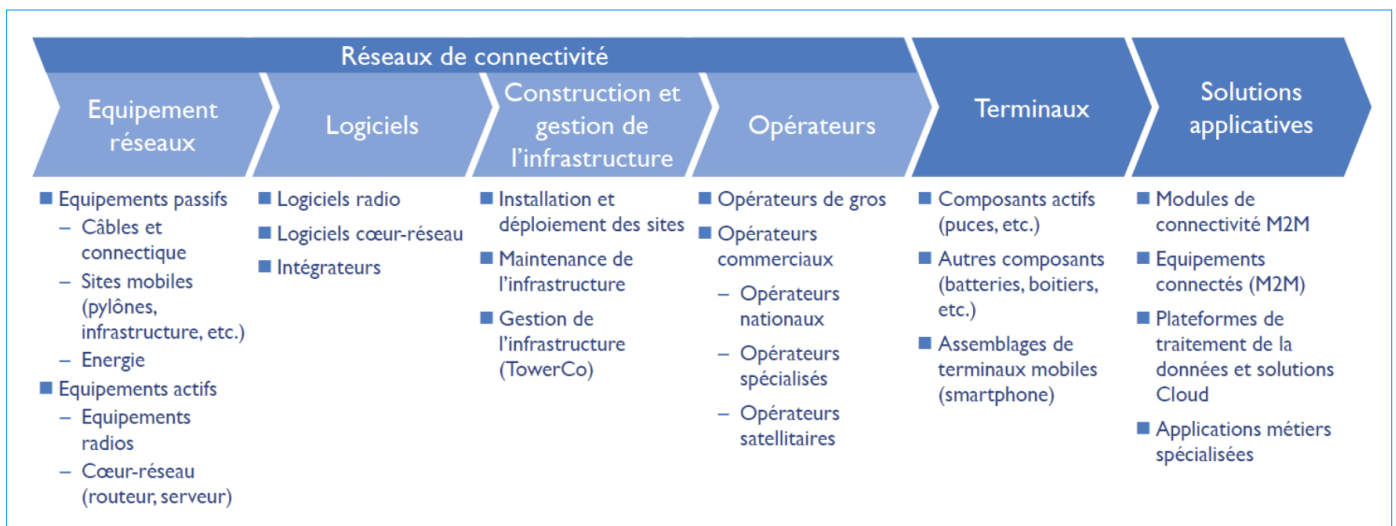 Réseaux de connectivité
Equipement
réseaux
Logiciels
Construction et
gestion de
l'infrastructure
Opérateurs
Terminaux
Solutions
applicatives
■ Equipements passifs
– Câbles et
connectique
– Sites mobiles
(pylônes,
infrastructure, etc.)
– Energie
■ Equipements actifs
– Equipements
radios
– Cœur-réseau
(routeur, serveur)
■ Logiciels radio
■ Logiciels cœur-réseau
■ Intégrateurs
■ Installation et
déploiement des sites
■ Maintenance de
l'infrastructure
■ Gestion de
l'infrastructure
(TowerCo)
■ Opérateurs de gros
■ Opérateurs
commerciaux
– Opérateurs
nationaux
– Opérateurs
spécialisés
– Opérateurs
satellitaires
■ Composants actifs
(puces, etc.)
■ Autres composants
(batteries, boitiers,
etc.)
■ Assemblages de
terminaux mobiles
(smartphone)
■ Modules de
connectivité M2M
■ Equipements
connectés (M2M)
■ Plateformes de
traitement de la
données et solutions
Cloud
■ Applications métiers
spécialisées